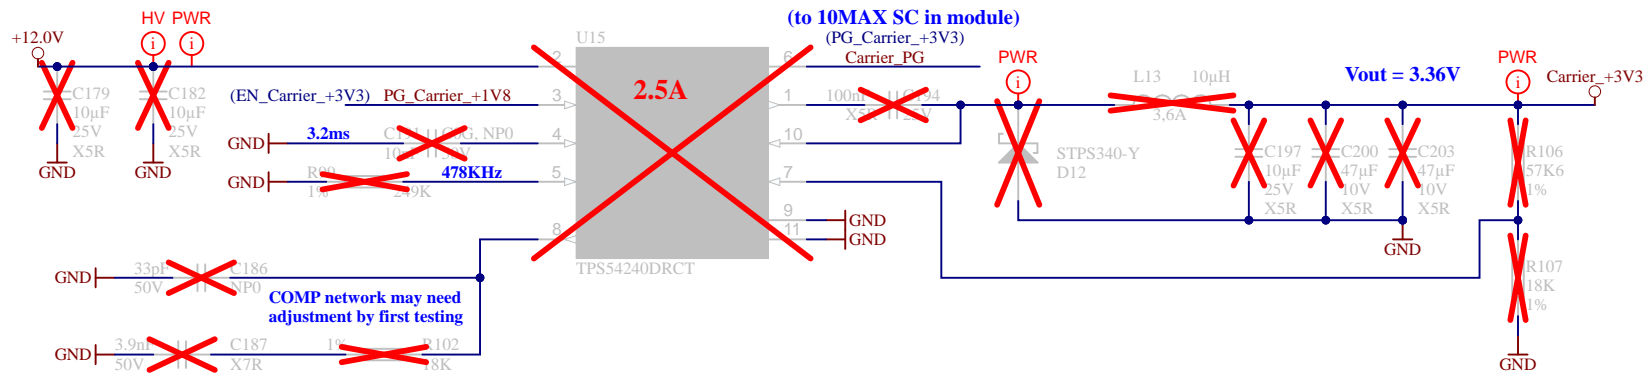 (to 10MAX SC in module)
HV PWR
+12.0V
U15
(PG_Carrier_+3V3)
Carrier_PG
PWR
PWR
2
6
2.5A
L13 10µH
3,6A
Vout = 3.36V
Carrier_+3V3
C179
10µF
25V
X5R
GND
C182
10µF
25V
X5R
GND
(EN_Carrier_+3V3) PG_Carrier_+1V8
3
1
GND
3.2ms
NP0
4
10
GND
1%
249K
478KHz
5
7
9
GND
11
GND
8
TPS54240DRCT
STPS340-Y
D12
C197
10µF
25V
X5R
C200
47µF
10V
X5R
C203
47µF
10V
X5R
GND
R106
57K6
1%
R107
18K
1%
GND
GND
33pF
50V
C186
NP0
COMP network may need
adjustment by first testing
GND
50V
C187
X7R
1%
R102
18K